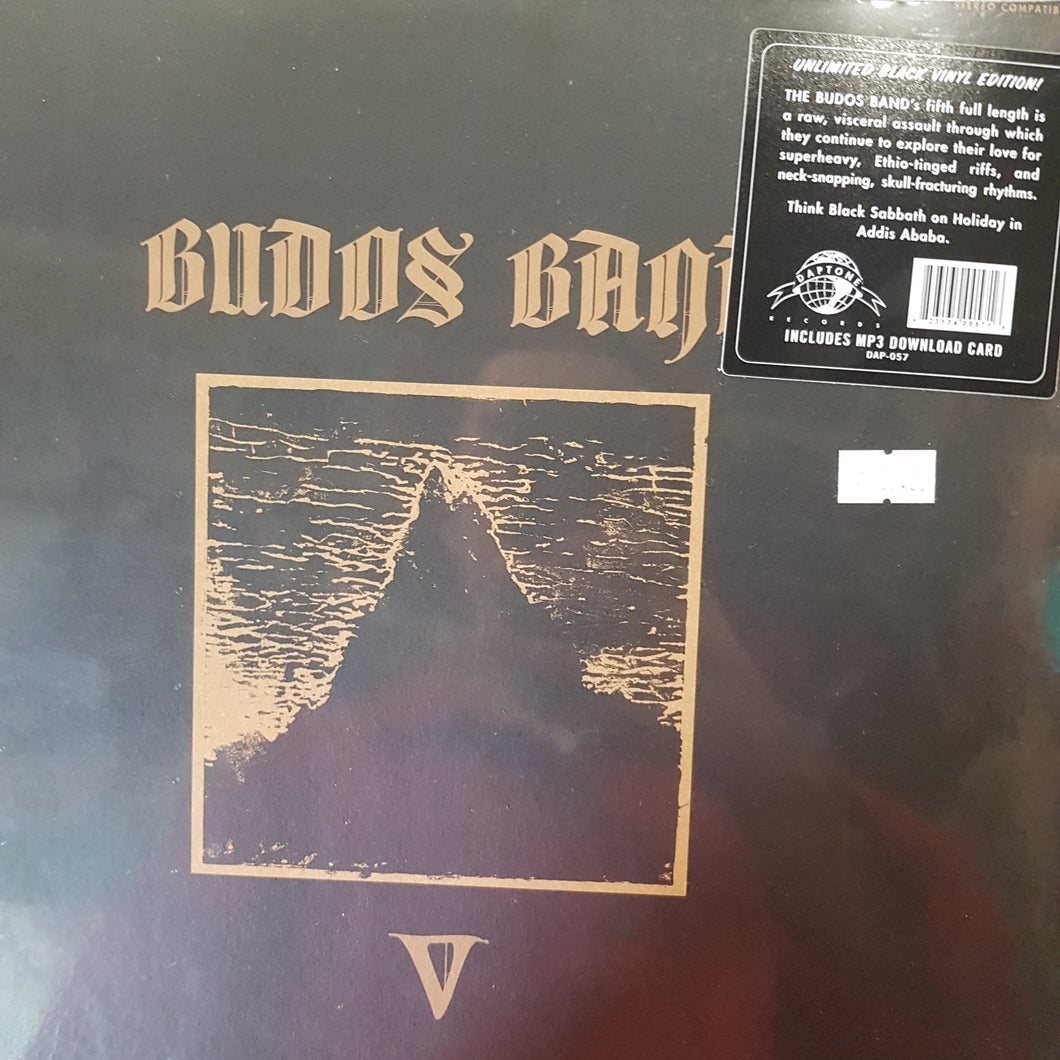 STEREO COMPATIB
UNLIMITED BLACK VINYL EDITION!
THE BUDOS BAND's fifth full length is
a raw, visceral assault through which
they continue to explore their love for
superheavy, Ethio-tinged riffs, and
neck-snapping, skull-fracturing rhythms.
Think Black Sabbath on Holiday in
Addis Ababa.
DAPTONE
RECORDS
INCLUDES MP3 DOWNLOAD CARD
DAP-057
BUDOS BAN
V